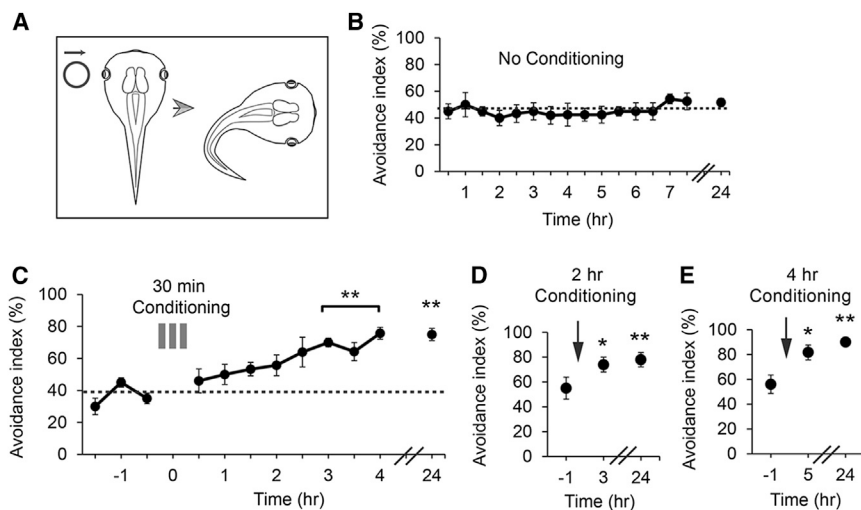 A
B
Avoidance index (%)
100
80
60
40
20
0
No Conditioning
1 2 3 4 5 6 7 24
Time (hr)
C
Avoidance index (%)
100
80
60
40
20
0
30 min
Conditioning
**
**
-1 0 1 2 3 4 24
Time (hr)
D
2 hr
Conditioning
Avoidance index (%)
100
80
60
40
20
0
* **
-1 3 24
Time (hr)
E
4 hr
Conditioning
Avoidance index (%)
100
80
60
40
20
0
* **
-1 5 24
Time (hr)